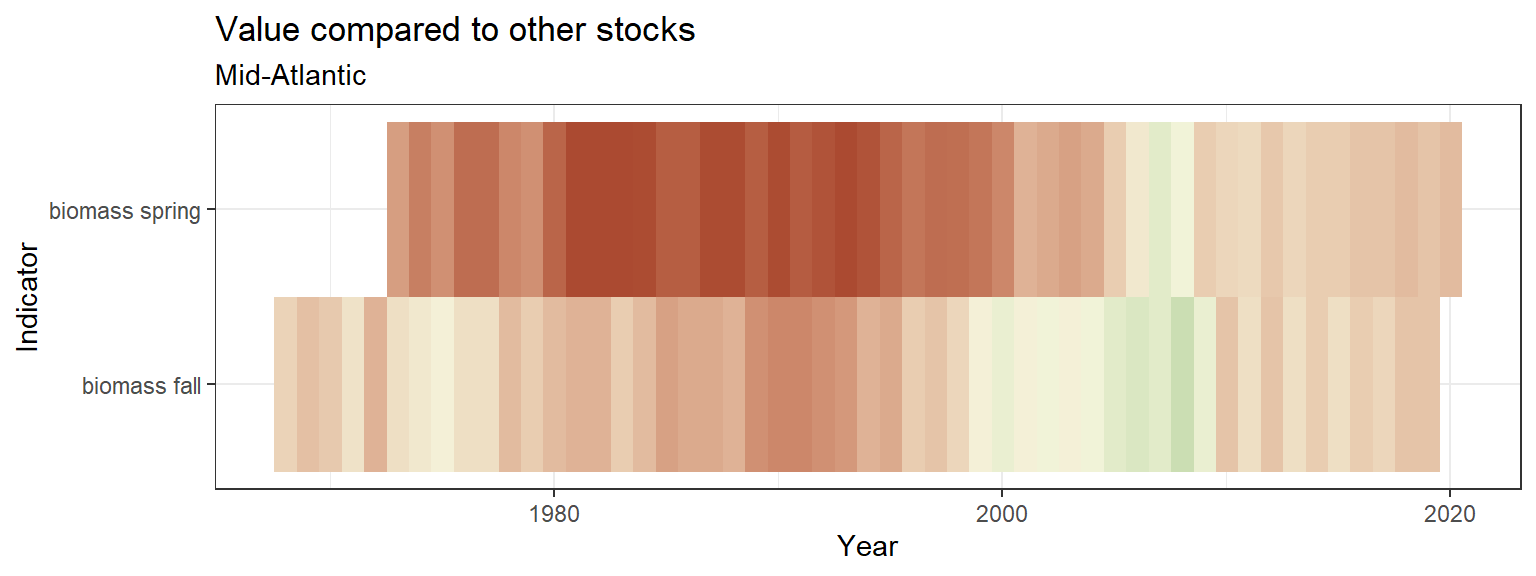 Value compared to other stocks
Mid-Atlantic
Indicator
biomass spring
biomass fall
1980 2000 2020
Year